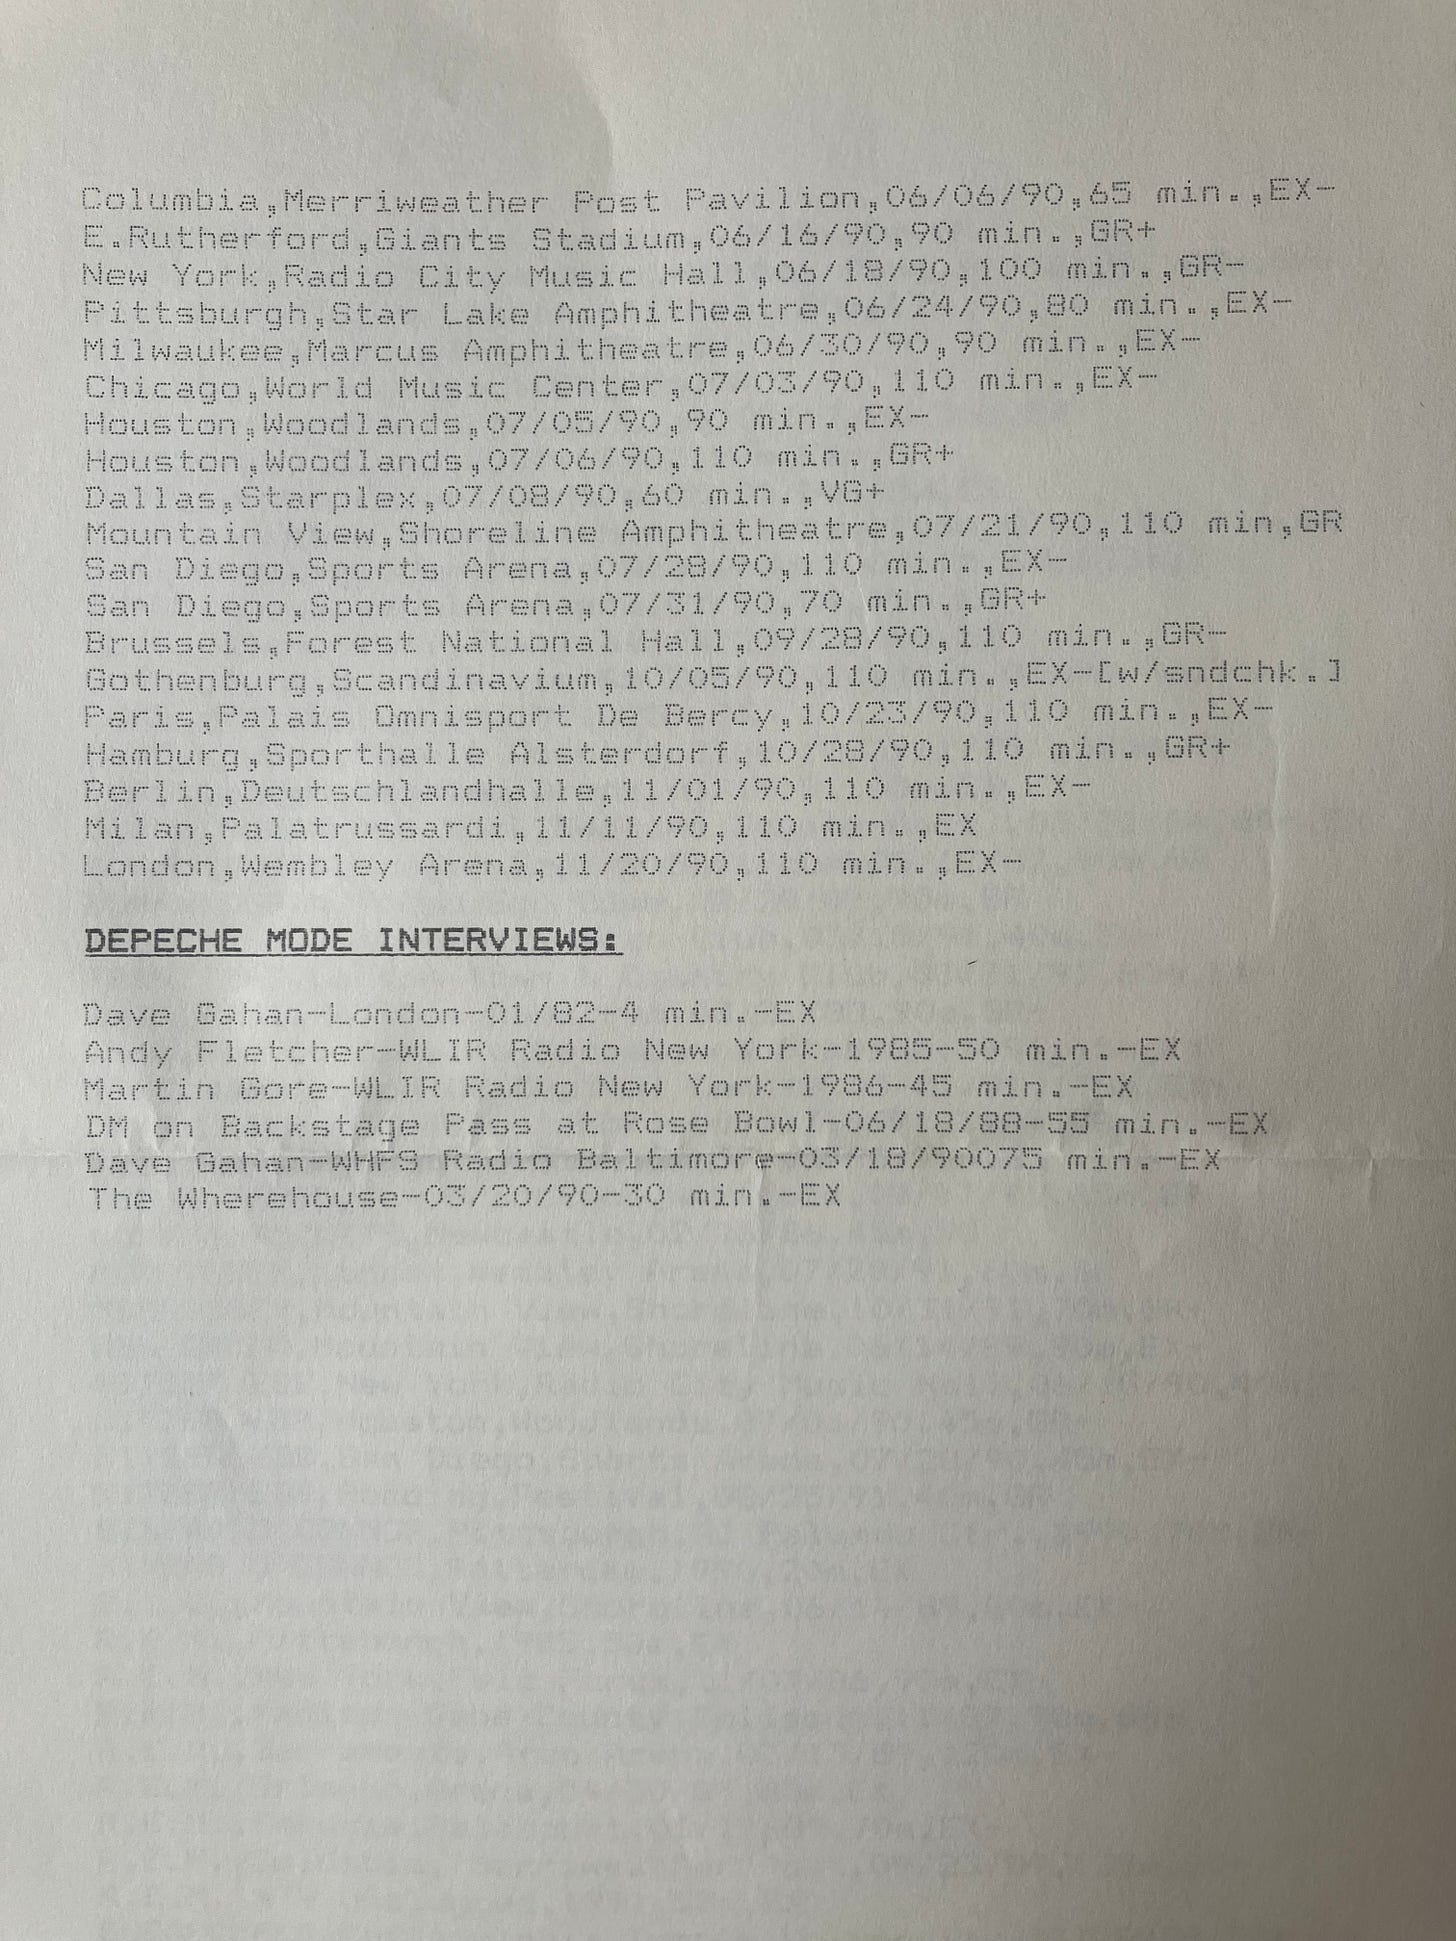 Columbia,Merriweather Post Pavilion,06/06/90,65 min.,EX-
E.Rutherford,Giants Stadium,06/16/90,90 min.,GR+
New York,Radio City Music Hall,06/18/90,100 min.,GR-
Pittsburgh,Star Lake Amphitheatre,06/24/90,80 min.,EX-
Milwaukee,Marcus Amphitheatre,06/30/90,90 min.,EX-
Chicago,World Music Center,07/03/90,110 min.,EX-
Houston,Woodlands,07/05/90,90 min.,EX-
Houston,Woodlands,07/06/90,110 min.,GR+
Dallas,Starplex,07/08/90,60 min.,VG+
Mountain View,Shoreline Amphitheatre,07/21/90,110 min,GR
San Diego,Sports Arena,07/28/90,110 min.,EX-
San Diego,Sports Arena,07/31/90,70 min.,GR+
Brussels,Forest National Hall,09/28/90,110 min.,GR-
Gothenburg,Scandinavium,10/05/90,110 min.,EX-[w/sndchk.]
Paris,Palais Omnisport De Bercy,10/23/90,110 min.,EX-
Hamburg,Sporthalle Alsterdorf,10/28/90,110 min.,GR+
Berlin,Deutschlandhalle,11/01/90,110 min.,EX-
Milan,Palatrussardi,11/11/90,110 min.,EX
London,Wembley Arena,11/20/90,110 min.,EX-
DEPECHE MODE INTERVIEWS:
Dave Gahan-London-01/82-4 min.-EX
Andy Fletcher-WLIR Radio New York-1985-50 min.-EX
Martin Gore-WLIR Radio New York-1986-45 min.-EX
DM on Backstage Pass at Rose Bowl-06/18/88-55 min.-EX
Dave Gahan-WHFS Radio Baltimore-03/18/90075 min.-EX
The Wherehouse-03/20/90-30 min.-EX